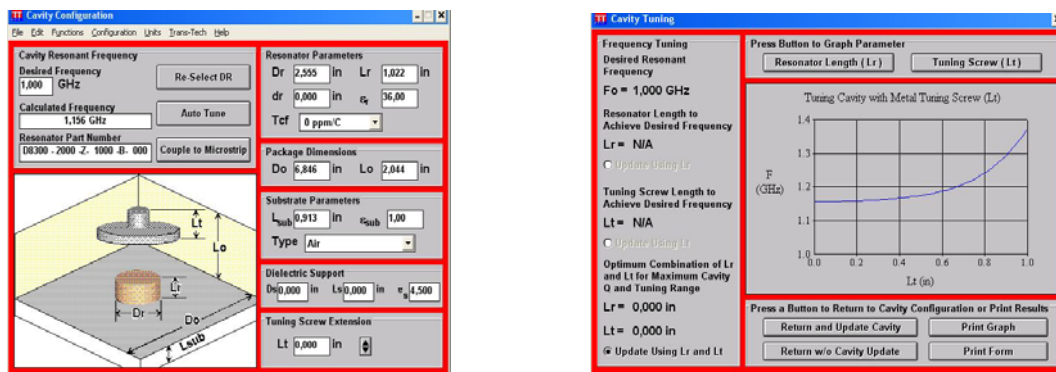 Cavity Configuration
File Edit Functions Configuration Units Trans-Tech Help
Cavity Resonant Frequency
Desired Frequency
1,000 GHz
Re-Select DR
Calculated Frequency
1,156 GHz
Auto Tune
Resonator Part Number
D8300 - 2000 -Z- 1000 -B- 000
Couple to Microstrip
Lt
Lo
Lr
Dr
Do
Lsub
Resonator Parameters
Dr 2,555 in Lr 1,022 in
dr 0,000 in εr 36,00
Tcf 0 ppm/C
Package Dimensions
Do 6,846 in Lo 2,044 in
Substrate Parameters
Lsub 0,913 in εsub 1,00
Type Air
Dielectric Support
Ds 0,000 in Ls 0,000 in es 4,500
Tuning Screw Extension
Lt 0,000 in
Cavity Tuning
Frequency Tuning
Desired Resonant
Frequency
Fo = 1,000 GHz
Resonator Length to
Achieve Desired Frequency
Lr = N/A
Update Using Lr
Tuning Screw Length to
Achieve Desired Frequency
Lt = N/A
Update Using Lt
Optimum Combination of Lr
and Lt for Maximum Cavity
Q and Tuning Range
Lr = 0,000 in
Lt = 0,000 in
Update Using Lr and Lt
Press Button to Graph Parameter
Resonator Length ( Lr )
Tuning Screw ( Lt )
Tuning Cavity with Metal Tuning Screw (Lt)
1.4
1.3
F
(GHz)
1.2
1.1
1.0
0.0 0.2 0.4 0.6 0.8 1.0
Lt (in)
Press a Button to Return to Cavity Configuration or Print Results
Return and Update Cavity
Print Graph
Return w/o Cavity Update
Print Form